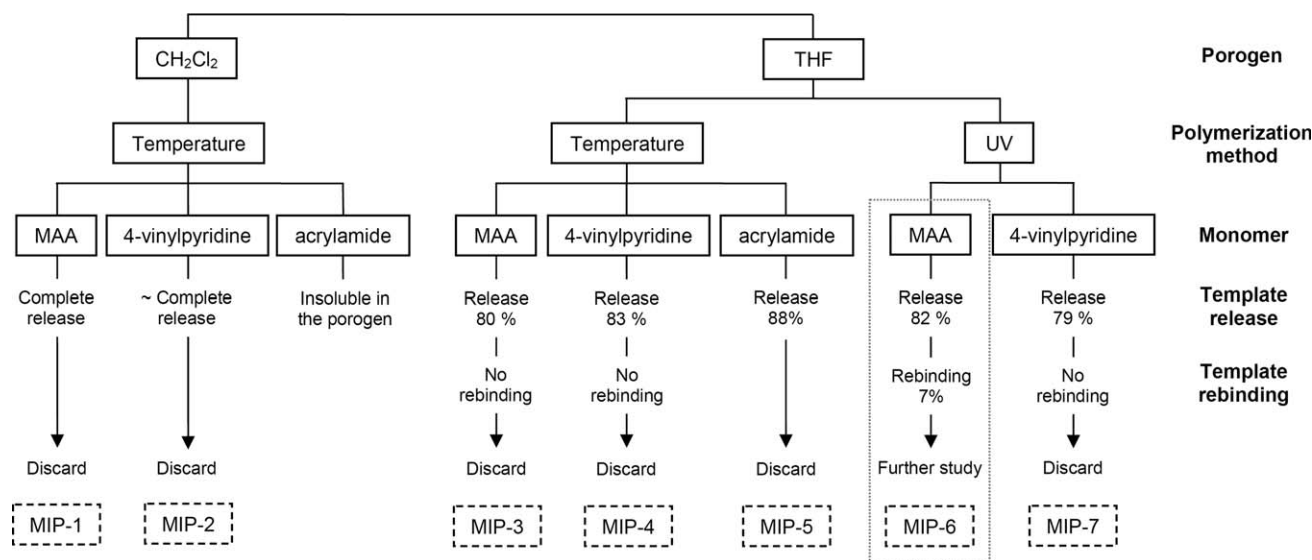 CH₂Cl₂
THF
Porogen
Temperature
Temperature
UV
Polymerization
method
MAA
4-vinylpyridine
acrylamide
MAA
4-vinylpyridine
acrylamide
MAA
4-vinylpyridine
Monomer
Complete
release
~ Complete
release
Insoluble in
the porogen
Release
80 %
Release
83 %
Release
88%
Release
82 %
Release
79 %
Template
release
No
rebinding
No
rebinding
Rebinding
7%
No
rebinding
Template
rebinding
Discard
Discard
Discard
Discard
Discard
Further study
Discard
MIP-1
MIP-2
MIP-3
MIP-4
MIP-5
MIP-6
MIP-7